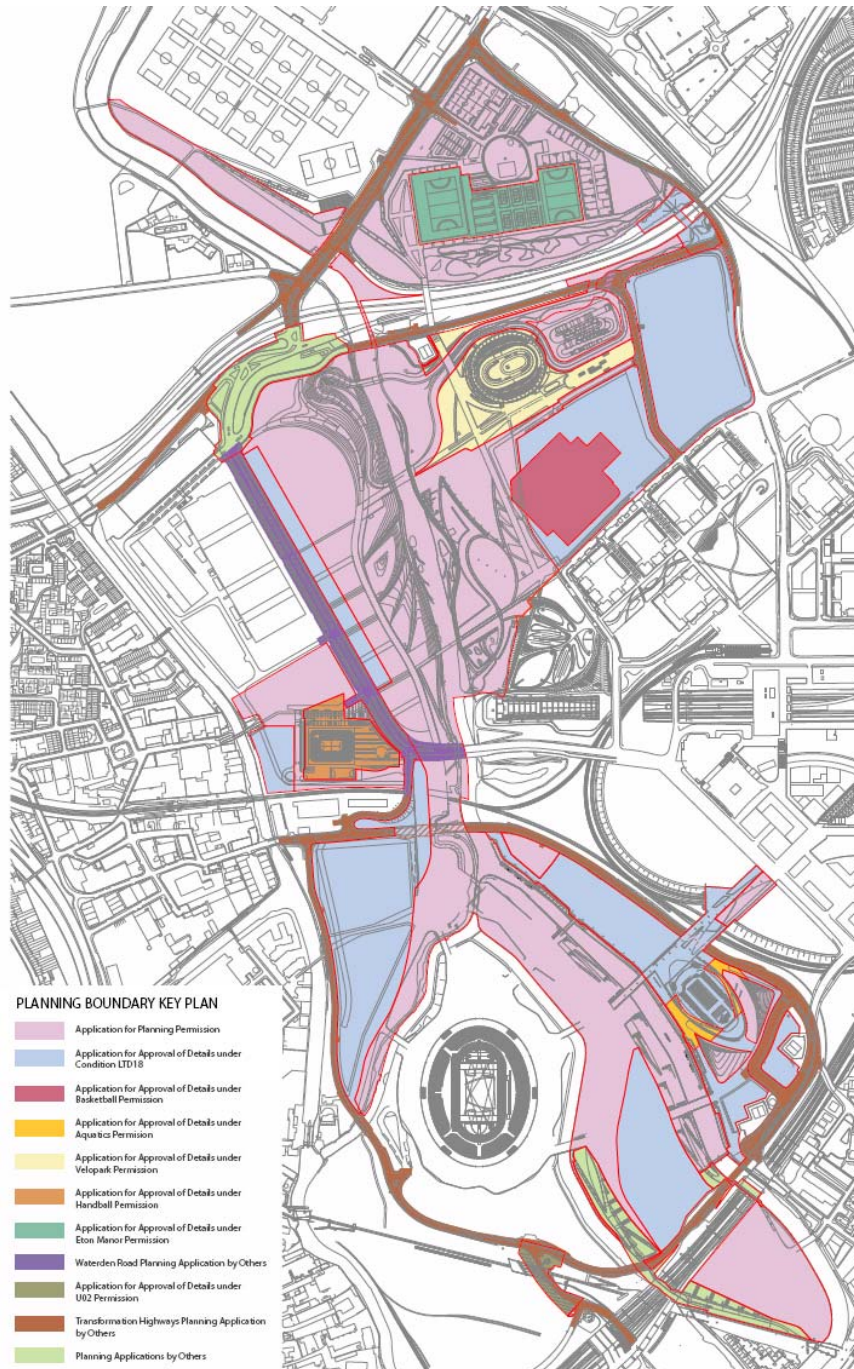 PLANNING BOUNDARY KEY PLAN
Application for Planning Permission
Application for Approval of Details under
Condition LTD18
Application for Approval of Details under
Basketball Permission
Application for Approval of Details under
Aquatics Permission
Application for Approval of Details under
Velopark Permission
Application for Approval of Details under
Handball Permission
Application for Approval of Details under
Eton Manor Permission
Waterden Road Planning Application by Others
Application for Approval of Details under
U02 Permission
Transformation Highways Planning Application
by Others
Planning Applications by Others